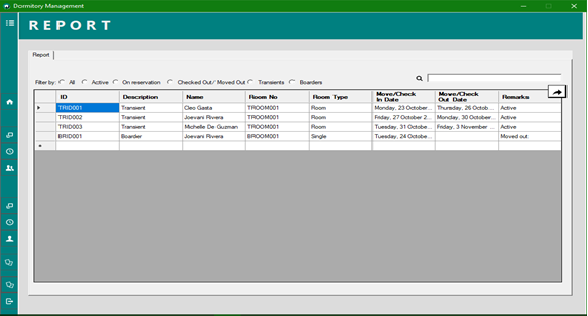 Dormitory Management
REPORT
Report
Filter by: All Active On reservation Checked Out/ Moved Out Transients Boarders
ID Description Name Room No Room Type Move/Check In Date Move/Check Out Date Remarks
TRID001 Transient Cleo Gasta TROOM001 Room Monday, 23 October... Thursday, 26 Octob... Active
TRID002 Transient Joevani Rivera TROOM001 Room Friday, 27 October 2... Monday, 30 October... Active
TRID003 Transient Michelle De Guzman TROOM001 Room Tuesday, 31 October... Friday, 3 November ... Active
BRID001 Boarder Joevani Rivera BROOM001 Single Tuesday, 24 October... Moved out